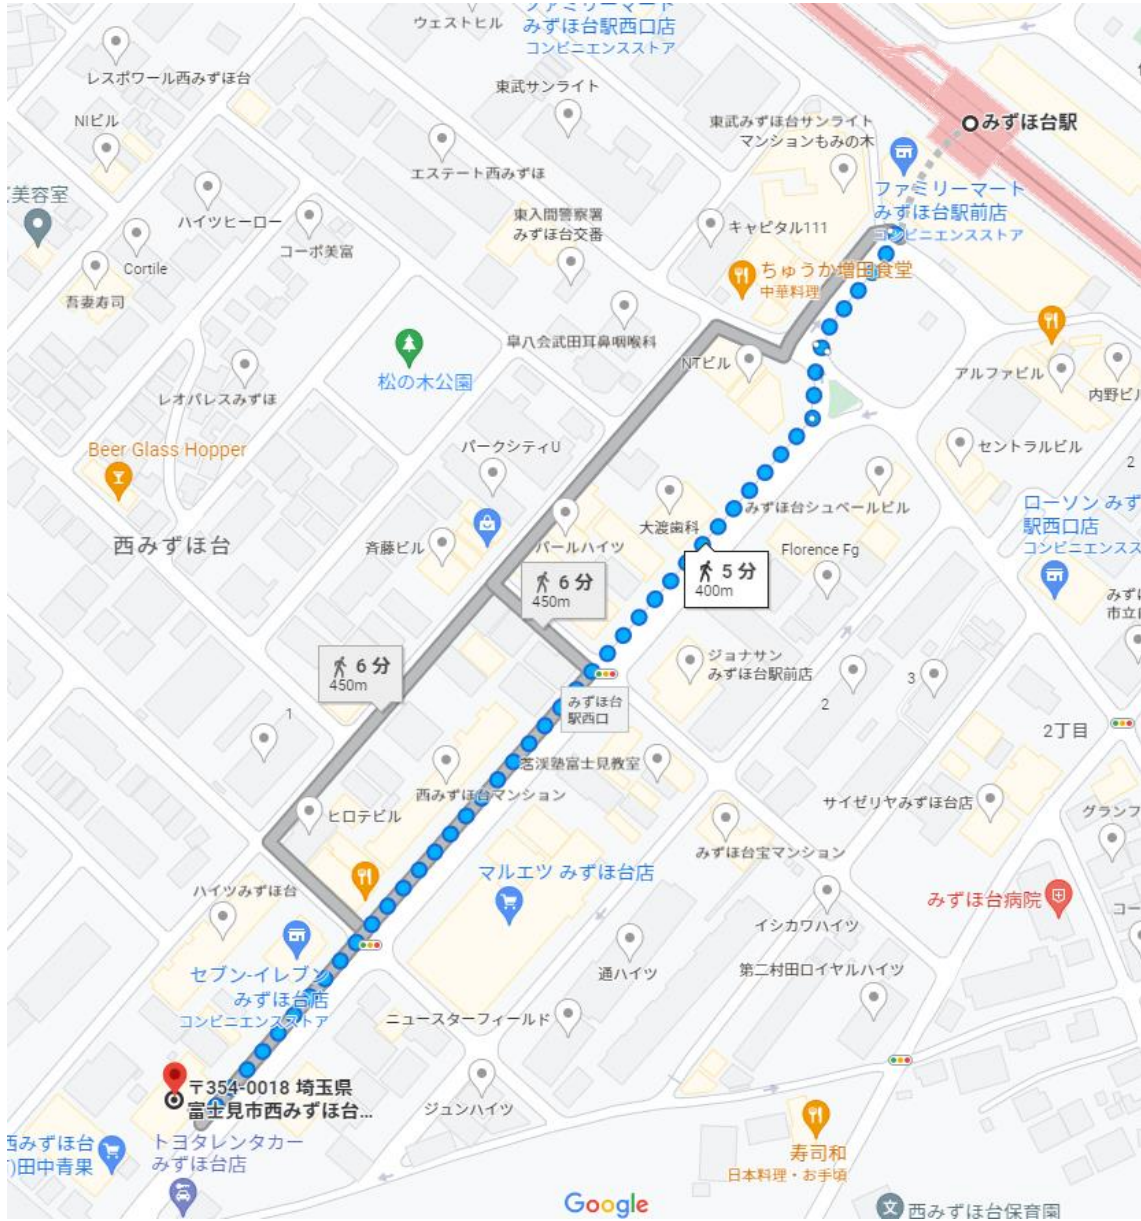 ウェストヒル
ファミリーマート
みずほ台駅西口店
コンビニエンスストア
レスポワール西みずほ台
東武サンライト
NIビル
東武みずほ台サンライト
マンションもみの木
みずほ台駅
エステート西みずほ
ファミリーマート
みずほ台駅前店
コンビニエンスストア
美容室
ハイツヒーロー
コーポ美富
東入間警察署
みずほ台交番
キャピタル111
Cortile
吾妻寿司
ちゅうか増田食堂
中華料理
皐八会武田耳鼻咽喉科
松の木公園
NTビル
アルファビル
内野ビル
レオパレスみずほ
Beer Glass Hopper
パークシティU
セントラルビル
2
みずほ台シュペールビル
大渡歯科
ローソン みず
駅西口店
コンビニエンスス
西みずほ台
斉藤ビル
パールハイツ
Florence Fg
5 分
400m
6 分
450m
みずほ
市立
6 分
450m
ジョナサン
みずほ台駅前店
みずほ台
駅西口
1
2
3
2丁目
芝渓塾富士見教室
西みずほ台マンション
ヒロテビル
サイゼリヤみずほ台店
グランフ
みずほ台宝マンション
マルエツ みずほ台店
ハイツみずほ台
みずほ台病院
コー
イシカワハイツ
セブン-イレブン
みずほ台店
コンビニエンスストア
通ハイツ
第二村田ロイヤルハイツ
ニュースターフィールド
〒354-0018 埼玉県
富士見市西みずほ台...
ジュンハイツ
西みずほ台
)田中青果
トヨタレンタカー
みずほ台店
寿司和
日本料理・お手頃
Google
西みずほ台保育園